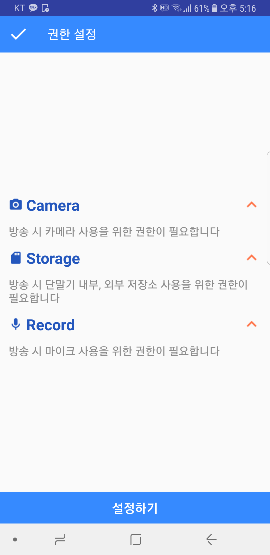 KT 61% 오후 5:16
권한 설정
Camera
방송 시 카메라 사용을 위한 권한이 필요합니다
Storage
방송 시 단말기 내부, 외부 저장소 사용을 위한 권한이
필요합니다
Record
방송 시 마이크 사용을 위한 권한이 필요합니다
설정하기